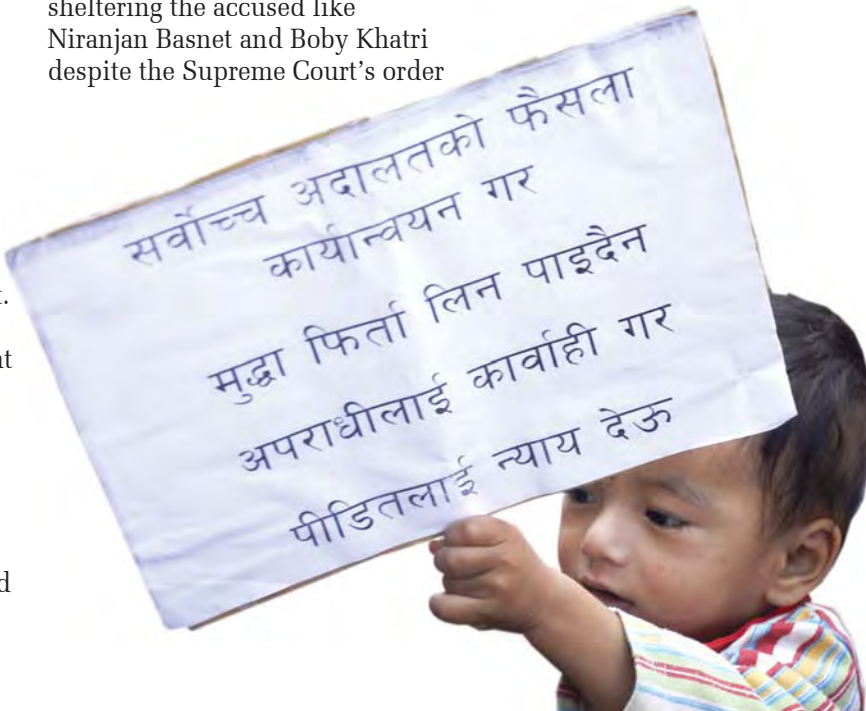 sheltering the accused like
Niranjan Basnet and Boby Khatri
despite the Supreme Court's order
सर्वोच्च अदालतको फैसला
कार्यान्वयन गर
मुद्धा फिर्ता लिन पाइदैन
अपराधीलाई कार्वाही गर
पीडितलाई न्याय देऊ